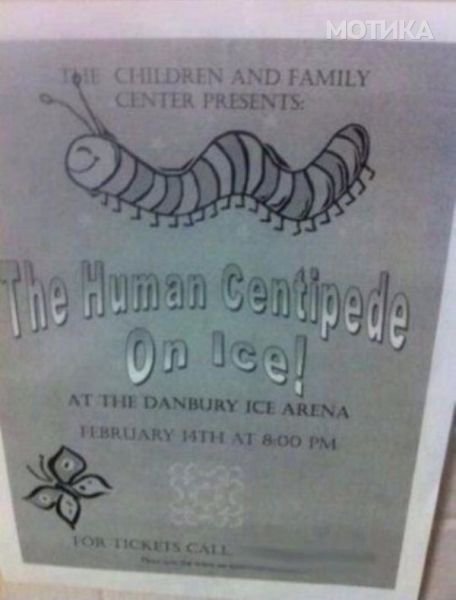 МОТИКА
THE CHILDREN AND FAMILY
CENTER PRESENTS:
The Human Centipede
On Ice!
AT THE DANBURY ICE ARENA
FEBRUARY 14TH AT 8:00 PM
FOR TICKETS CALL